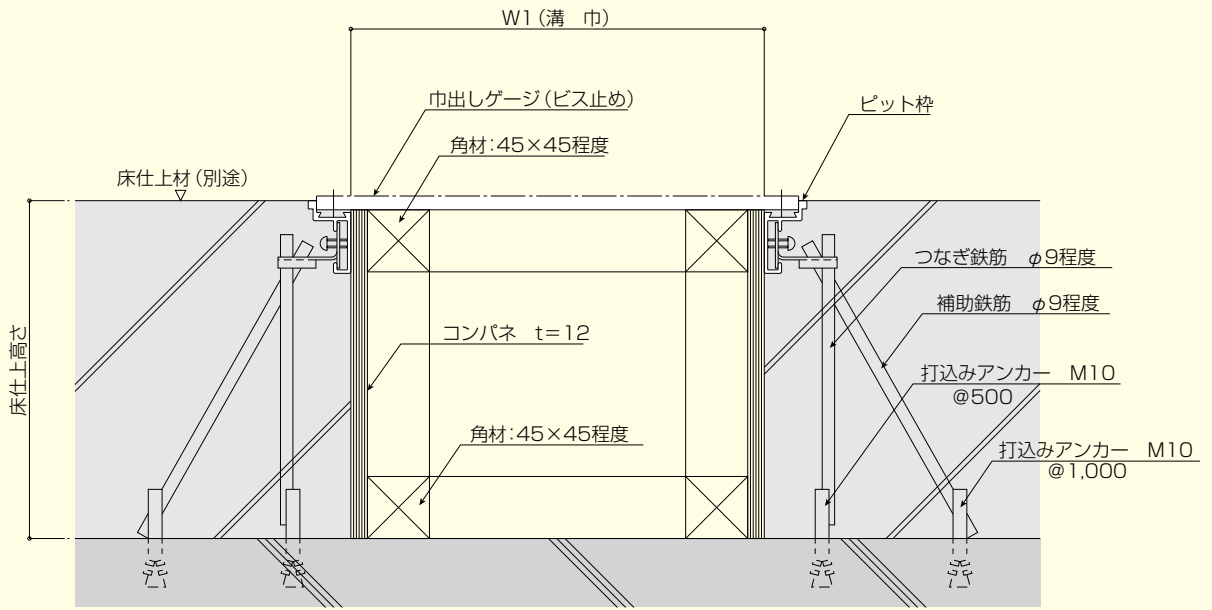 W1(溝　巾)
巾出しゲージ(ビス止め)
ピット枠
角材:45×45程度
床仕上材(別途)
つなぎ鉄筋　φ9程度
補助鉄筋　φ9程度
コンパネ　t=12
床仕上高さ
打込みアンカー　M10
@500
角材:45×45程度
打込みアンカー　M10
@1,000